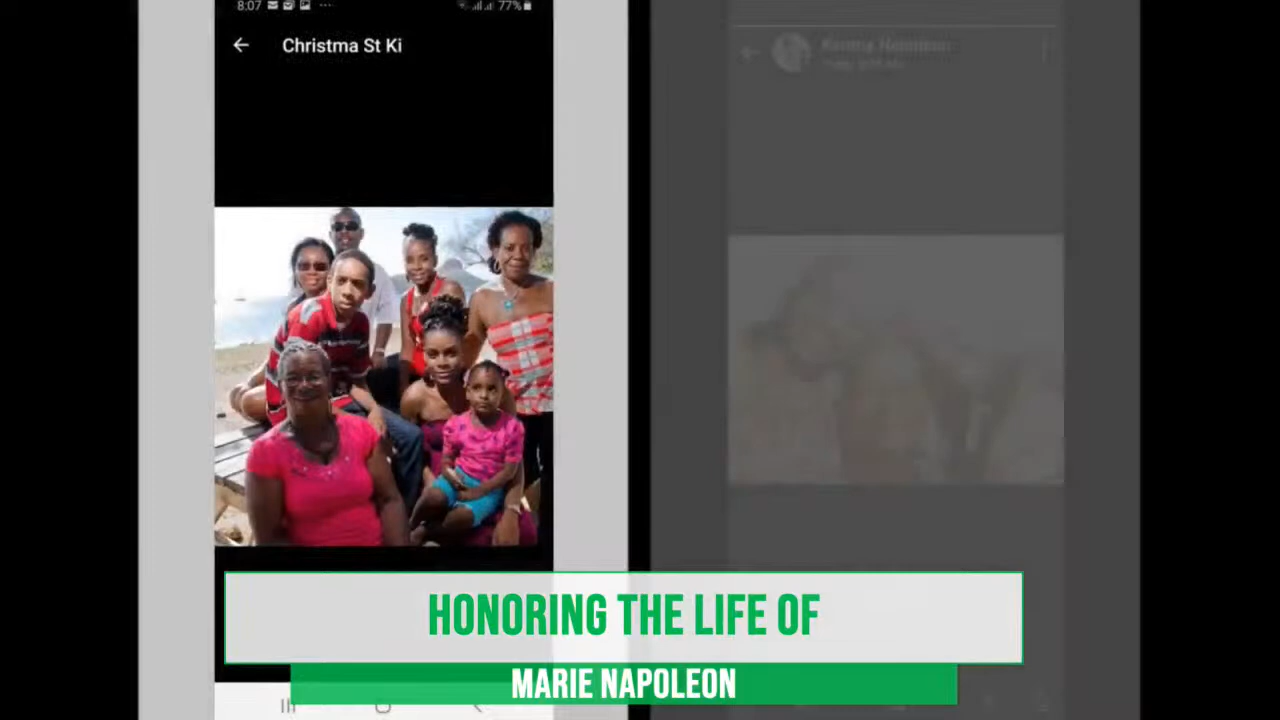 8:07
77%
Christma St Ki
HONORING THE LIFE OF
MARIE NAPOLEON